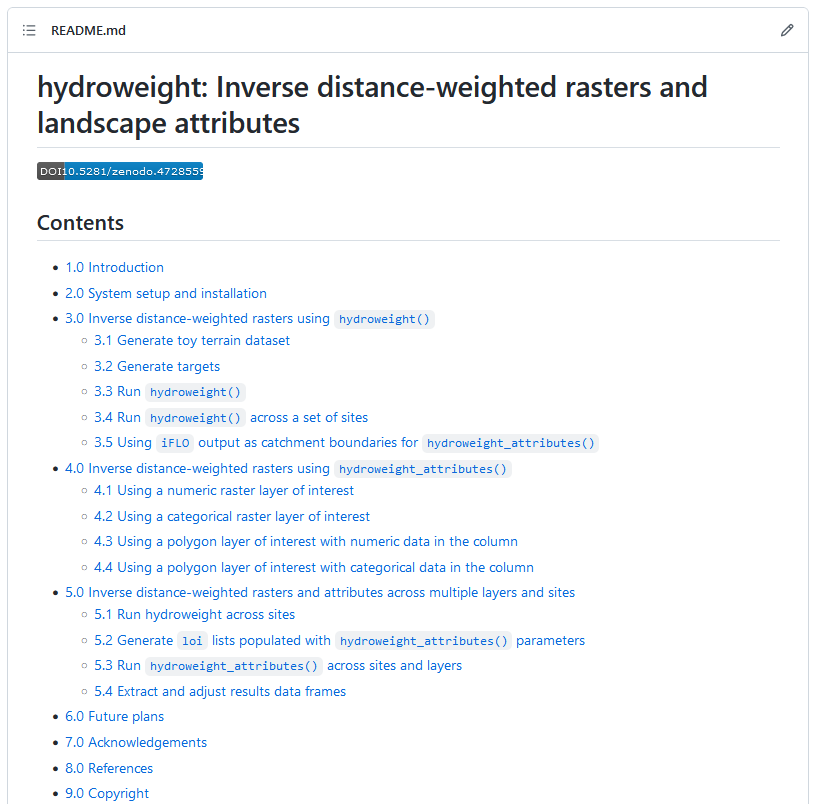 README.md
hydroweight: Inverse distance-weighted rasters and
landscape attributes
DOI 10.5281/zenodo.4728559
Contents
1.0 Introduction
2.0 System setup and installation
3.0 Inverse distance-weighted rasters using hydroweight()
3.1 Generate toy terrain dataset
3.2 Generate targets
3.3 Run hydroweight()
3.4 Run hydroweight() across a set of sites
3.5 Using iFLO output as catchment boundaries for hydroweight_attributes()
4.0 Inverse distance-weighted rasters using hydroweight_attributes()
4.1 Using a numeric raster layer of interest
4.2 Using a categorical raster layer of interest
4.3 Using a polygon layer of interest with numeric data in the column
4.4 Using a polygon layer of interest with categorical data in the column
5.0 Inverse distance-weighted rasters and attributes across multiple layers and sites
5.1 Run hydroweight across sites
5.2 Generate loi lists populated with hydroweight_attributes() parameters
5.3 Run hydroweight_attributes() across sites and layers
5.4 Extract and adjust results data frames
6.0 Future plans
7.0 Acknowledgements
8.0 References
9.0 Copyright